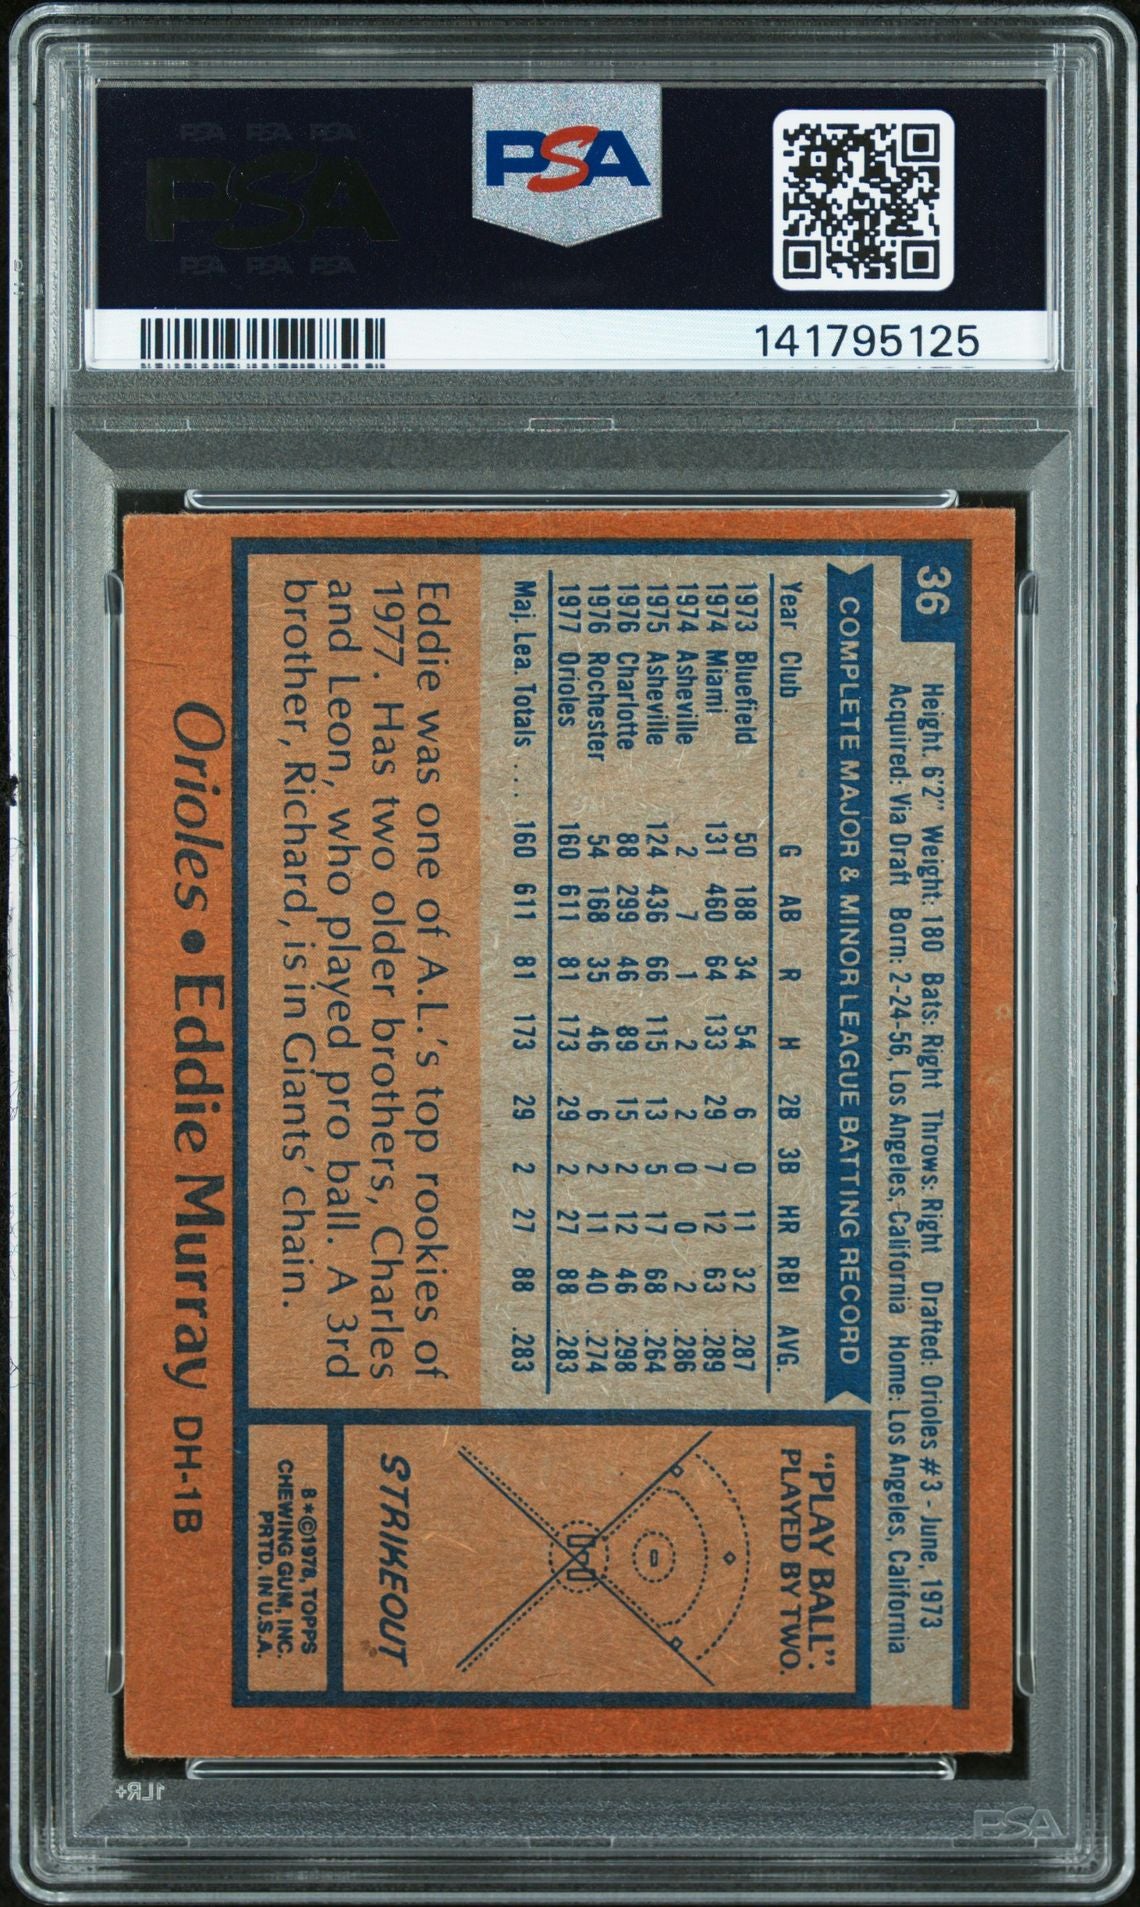 PSA PSA PSA
PSA
PSA PSA PSA
PSA
141795125
36
Height: 6'2" Weight: 180 Bats: Right Throws: Right Drafted: Orioles #3 - June, 1973
Acquired: Via Draft Born: 2-24-56, Los Angeles, California Home: Los Angeles, California
COMPLETE MAJOR & MINOR LEAGUE BATTING RECORD
Year Club G AB R H 2B 3B HR RBI AVG.
1973 Bluefield 50 188 34 54 6 0 11 32 .287
1974 Miami 131 460 64 133 29 7 12 63 .289
1974 Asheville 2 7 1 2 2 0 0 2 .286
1975 Asheville 124 436 66 115 13 5 17 68 .264
1976 Charlotte 88 299 46 89 15 2 12 46 .298
1976 Rochester 54 168 35 46 6 2 11 40 .274
1977 Orioles 160 611 81 173 29 2 27 88 .283
Maj. Lea. Totals . . . 160 611 81 173 29 2 27 88 .283
Eddie was one of A.L.'s top rookies of
1977. Has two older brothers, Charles
and Leon, who played pro ball. A 3rd
brother, Richard, is in Giants' chain.
"PLAY BALL"
PLAYED BY TWO.
STRIKEOUT
8*©1978, TOPPS
CHEWING GUM, INC.
PRTD. IN U.S.A.
Orioles • Eddie Murray DH-1B
1LR+
PSA